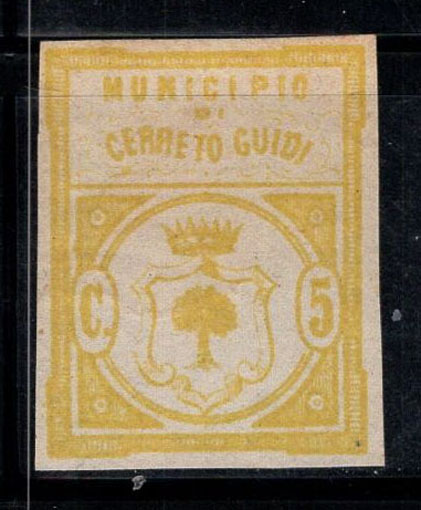 MUNICIPIO
DI
CERRETO GUIDI
C. 5